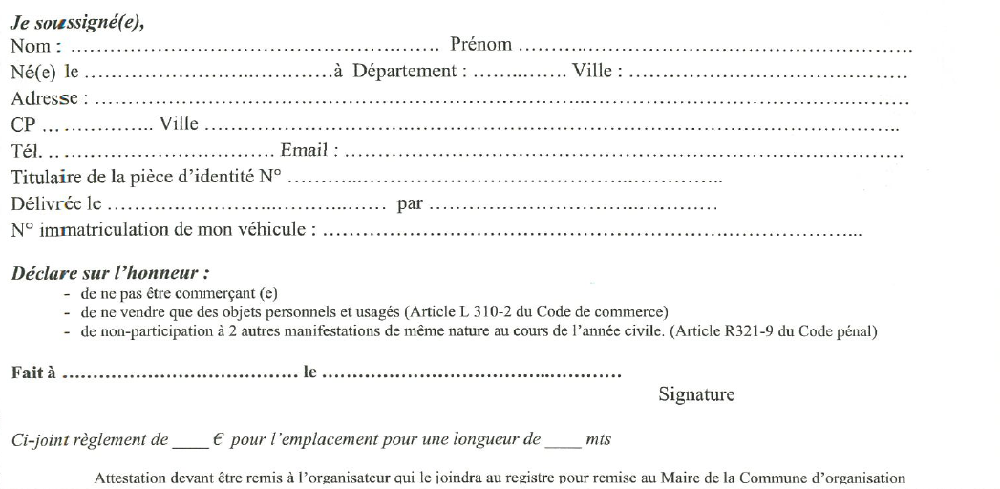 Je soussigné(e),
Nom : ........................................................ Prénom ............................................................
Né(e) le ......................................à Département : .............. Ville : ..........................................
Adresse : ............................................................................................................................
CP ................. Ville .........................................................................................................
Tél. .................................... Email : .....................................................................................
Titulaire de la pièce d'identité N° ..................................................................
Délivrée le .......................................... par ............................................
N° immatriculation de mon véhicule : .................................................................................
Déclare sur l'honneur :
- de ne pas être commerçant (e)
- de ne vendre que des objets personnels et usagés (Article L 310-2 du Code de commerce)
- de non-participation à 2 autres manifestations de même nature au cours de l'année civile. (Article R321-9 du Code pénal)
Fait à ....................................... le ..................................................
Signature
Ci-joint règlement de ____ € pour l'emplacement pour une longueur de ____ mts
Attestation devant être remis à l'organisateur qui le joindra au registre pour remise au Maire de la Commune d'organisation